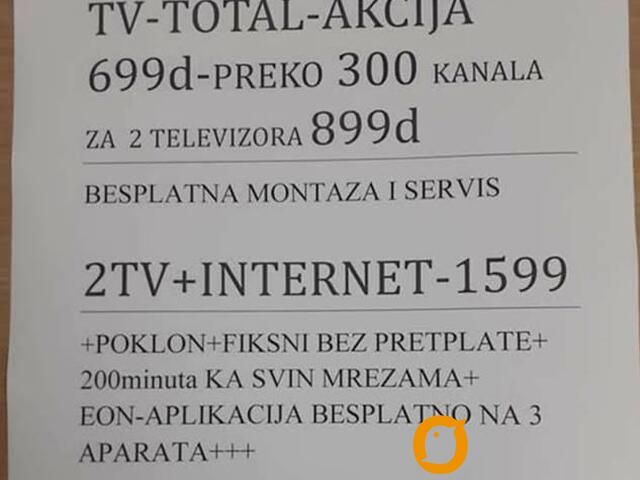 TV-TOTAL-AKCIJA
699d-PREKO 300 KANALA
ZA 2 TELEVIZORA 899d
BESPLATNA MONTAZA I SERVIS
2TV+INTERNET-1599
+POKLON+FIKSNI BEZ PRETPLATE+
200minuta KA SVIN MREZAMA+
EON-APLIKACIJA BESPLATNO NA 3
APARATA+++